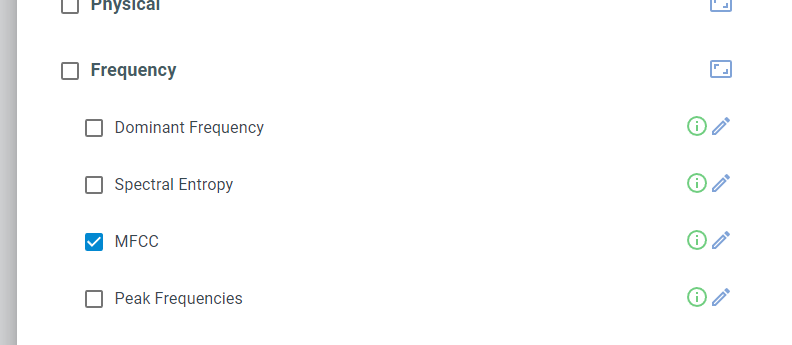 Physical
Frequency
Dominant Frequency
Spectral Entropy
MFCC
Peak Frequencies